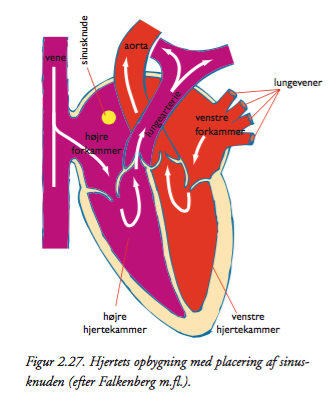 sinusknude
aorta
vene
lungevener
lungearterie
venstre
forkammer
højre
forkammer
højre
hjertekammer
venstre
hjertekammer
Figur 2.27. Hjertets opbygning med placering af sinus-
knuden (efter Falkenberg m.fl.).